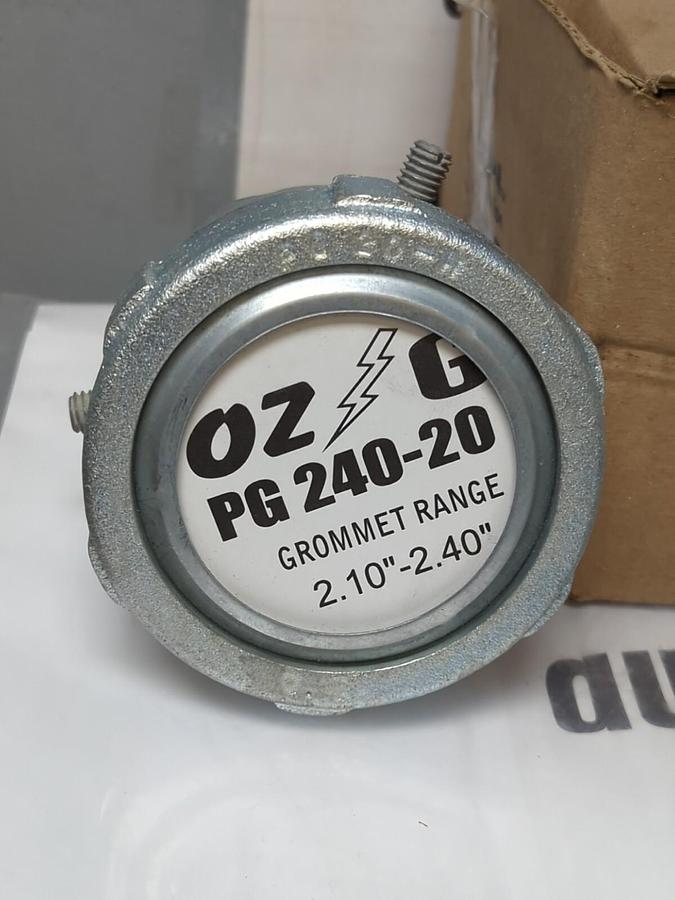 OZ G
PG 240-20
GROMMET RANGE
2.10"-2.40"